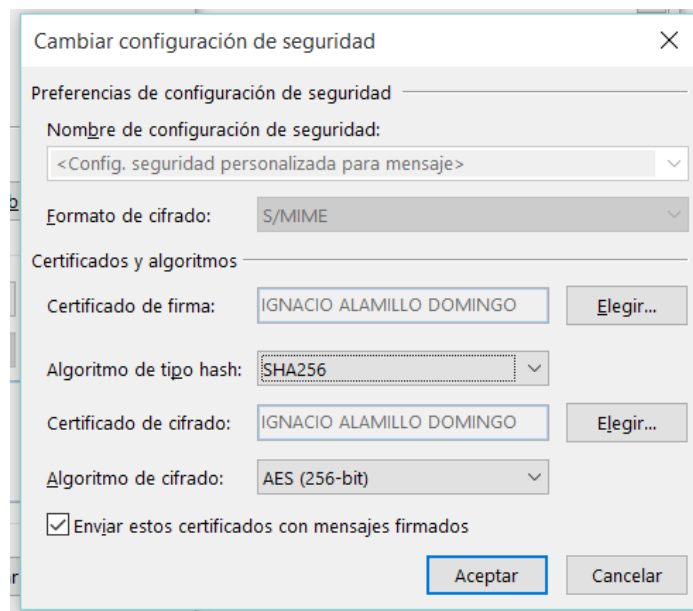 Cambiar configuración de seguridad
Preferencias de configuración de seguridad
Nombre de configuración de seguridad:
<Config. seguridad personalizada para mensaje>
Formato de cifrado: S/MIME
Certificados y algoritmos
Certificado de firma: IGNACIO ALAMILLO DOMINGO Elegir...
Algoritmo de tipo hash: SHA256
Certificado de cifrado: IGNACIO ALAMILLO DOMINGO Elegir...
Algoritmo de cifrado: AES (256-bit)
Enviar estos certificados con mensajes firmados
Aceptar Cancelar